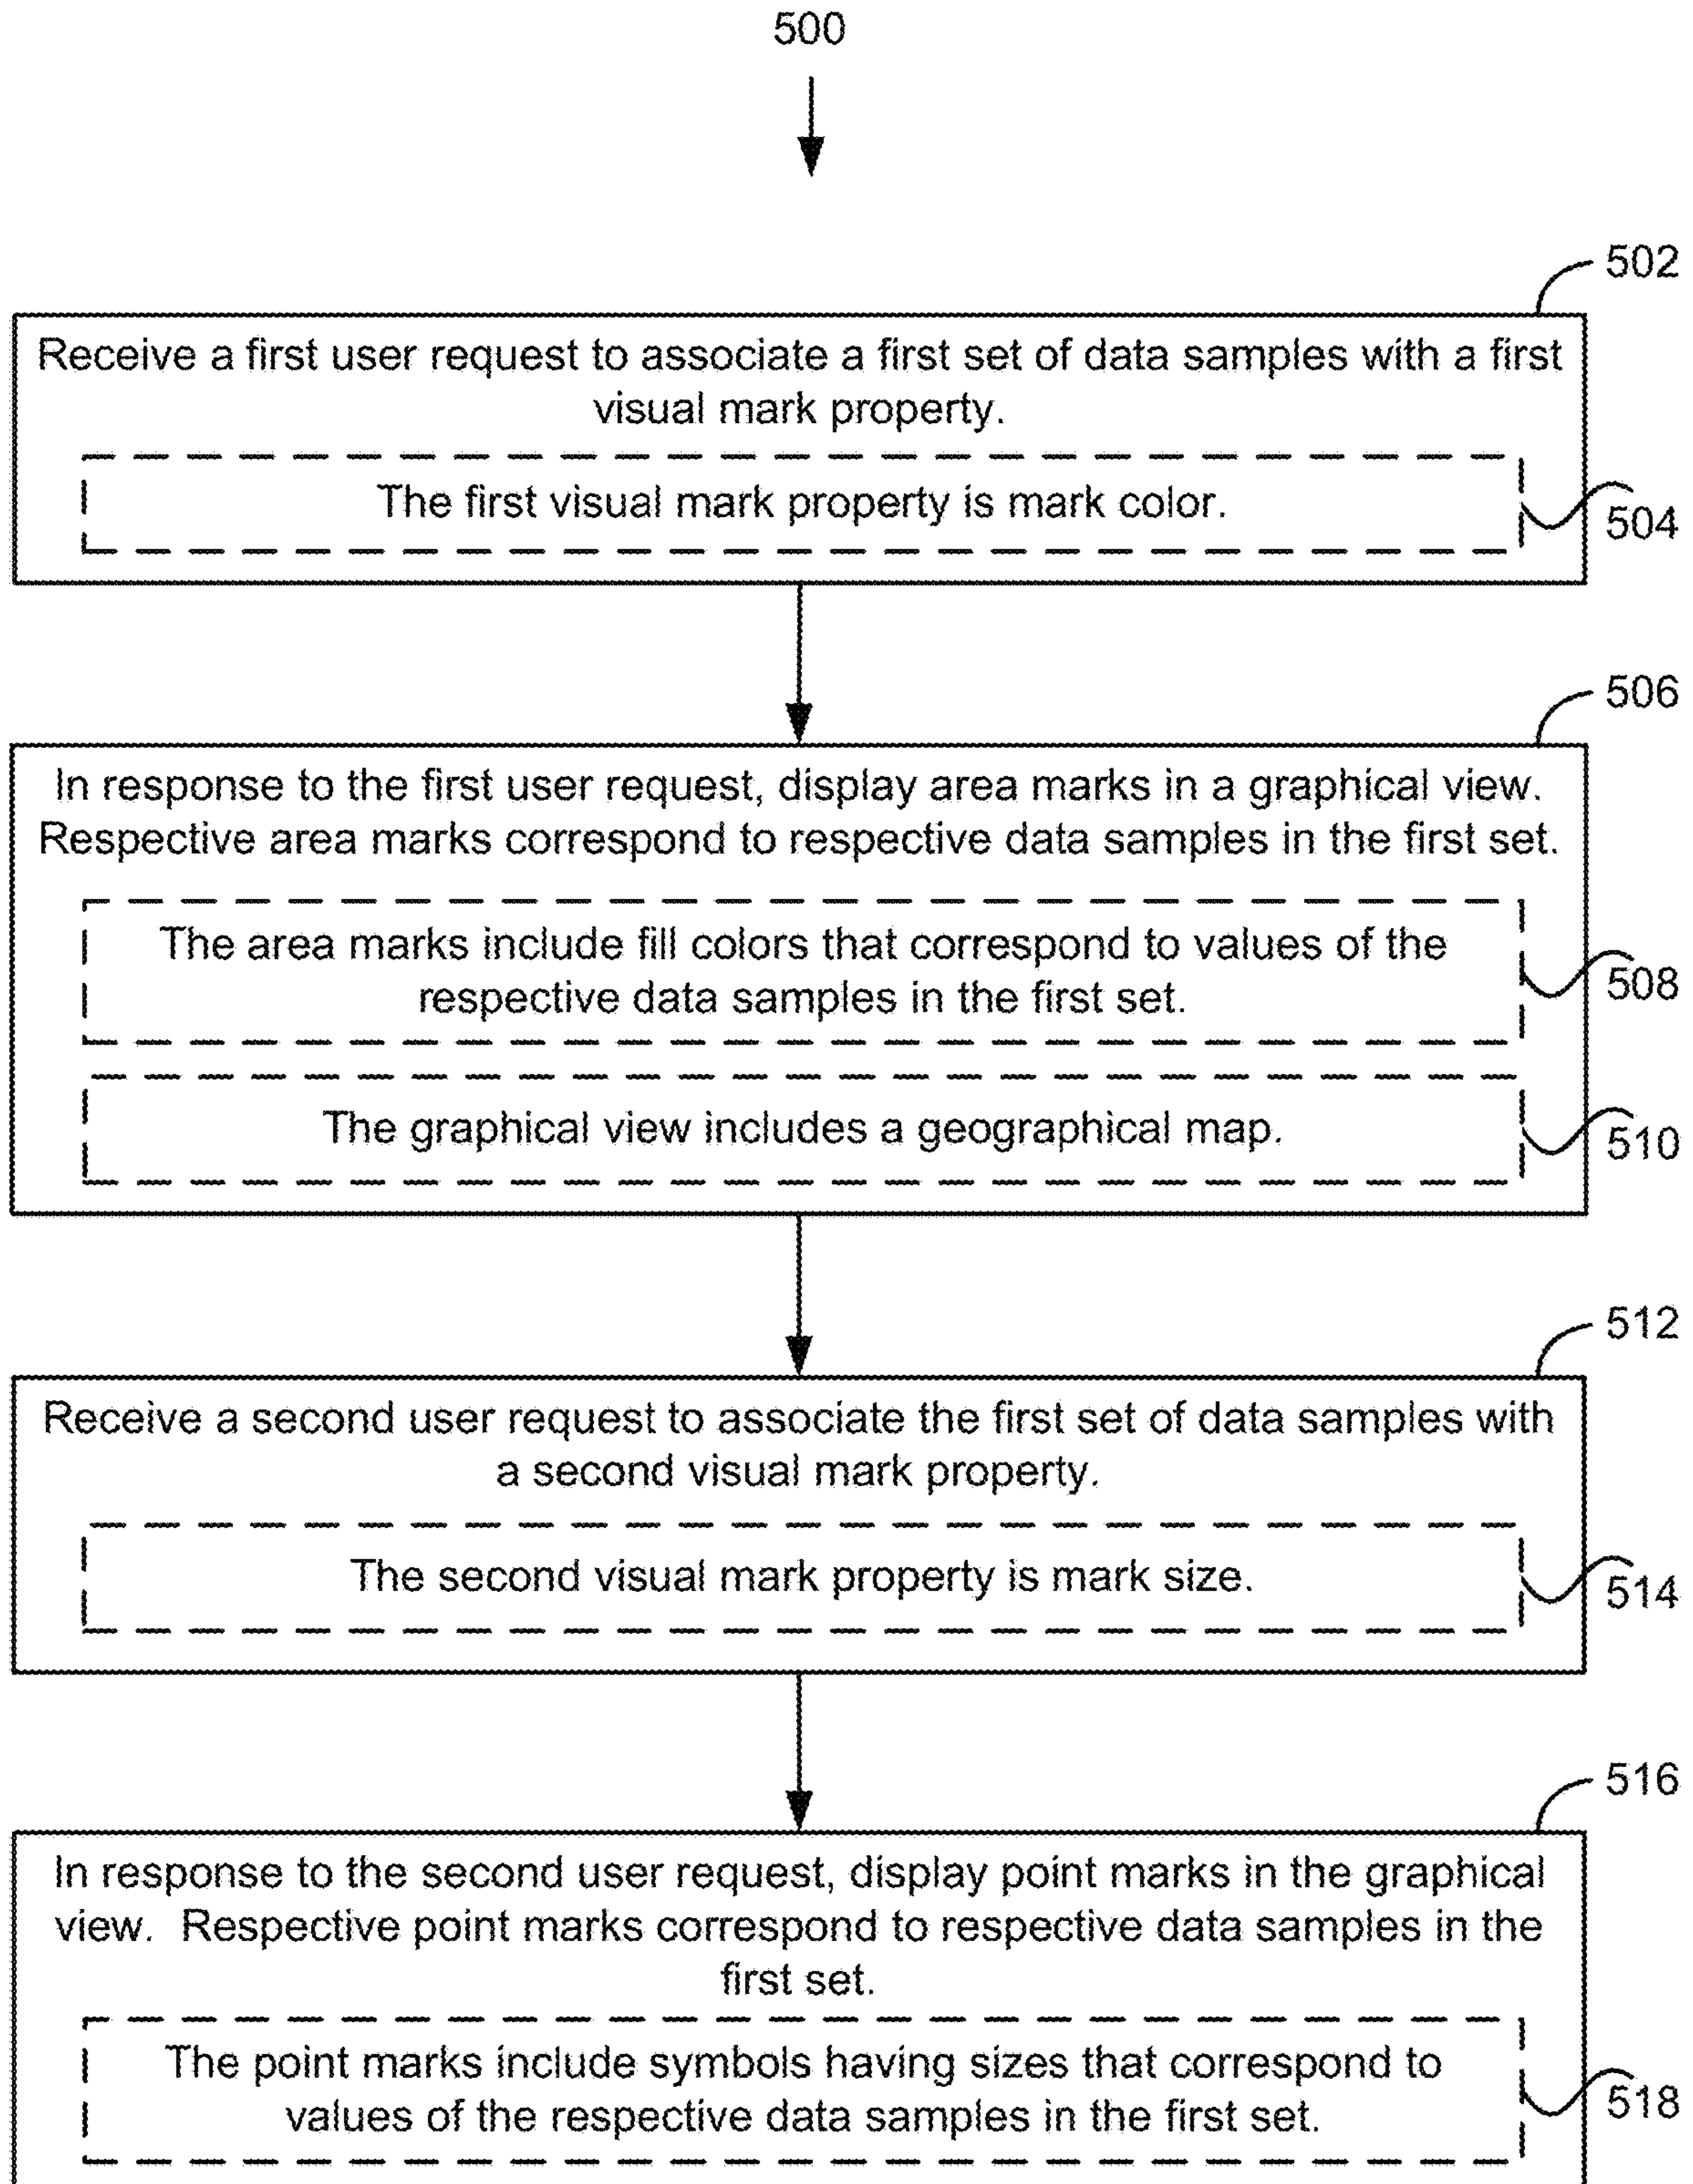 500
502
Receive a first user request to associate a first set of data samples with a first
visual mark property.
The first visual mark property is mark color.
504
506
In response to the first user request, display area marks in a graphical view.
Respective area marks correspond to respective data samples in the first set.
The area marks include fill colors that correspond to values of the
respective data samples in the first set.
508
The graphical view includes a geographical map.
510
512
Receive a second user request to associate the first set of data samples with
a second visual mark property.
The second visual mark property is mark size.
514
516
In response to the second user request, display point marks in the graphical
view.  Respective point marks correspond to respective data samples in the
first set.
The point marks include symbols having sizes that correspond to
values of the respective data samples in the first set.
518